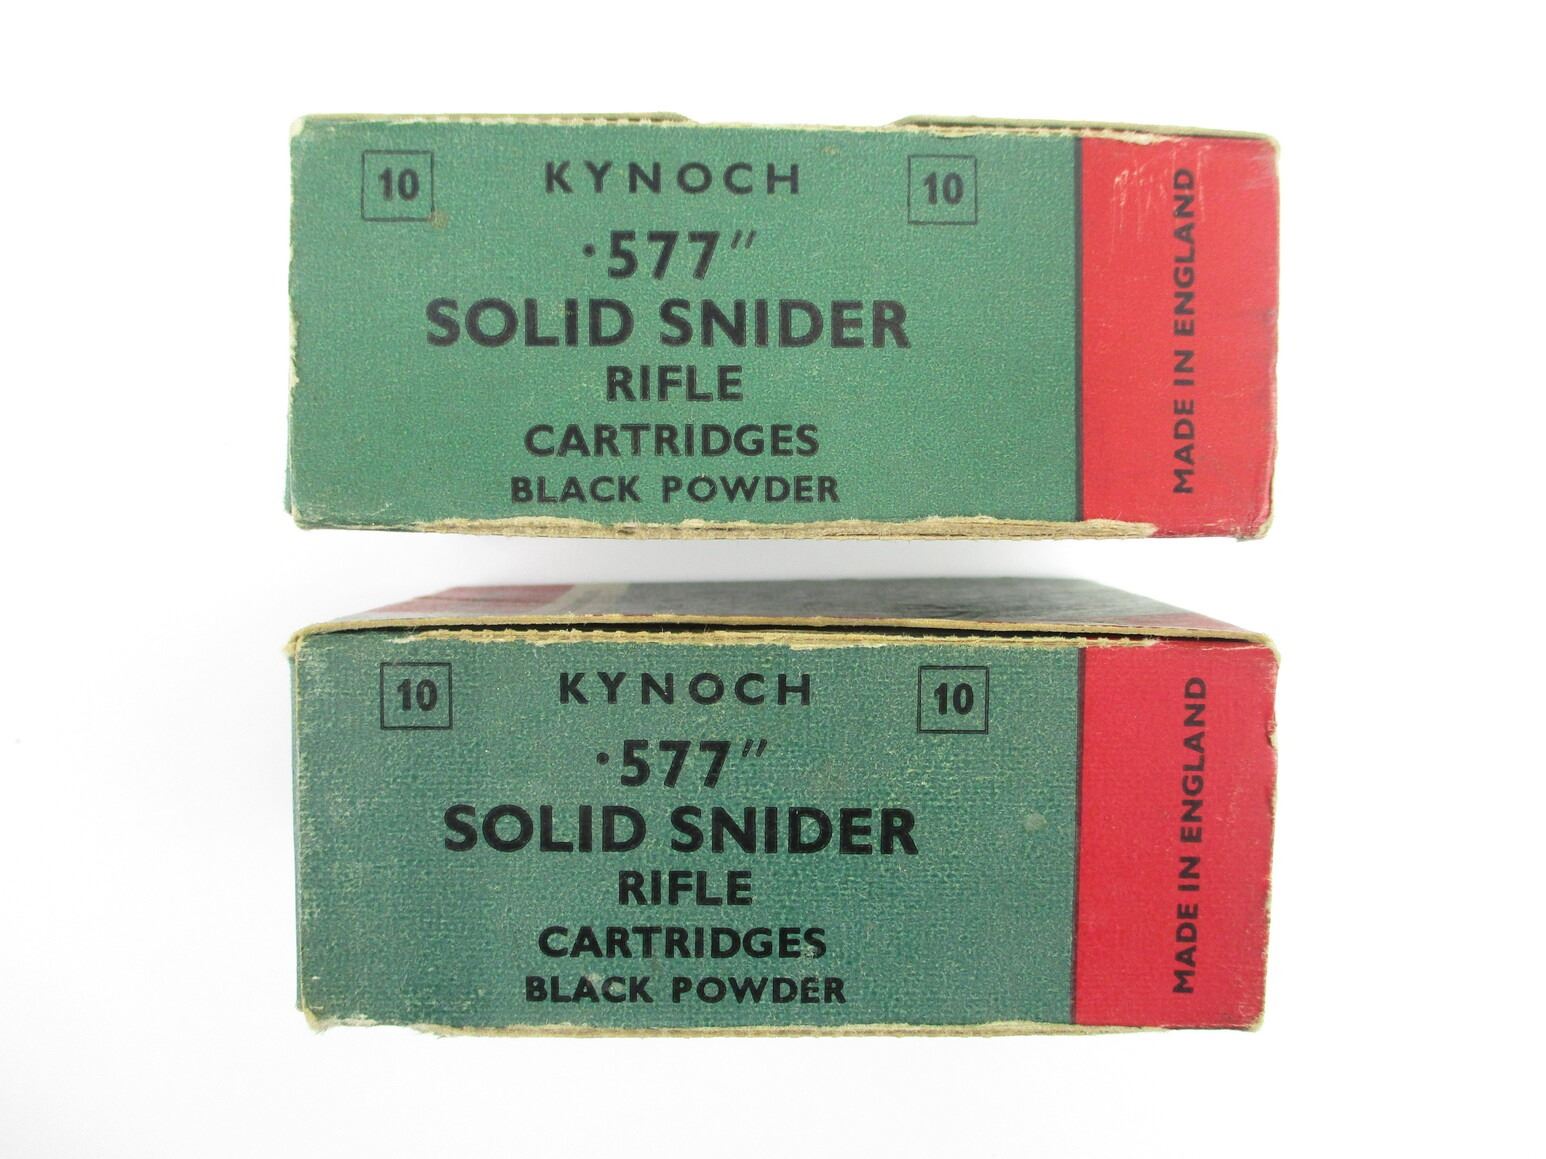 10 KYNOCH 10
·577"
SOLID SNIDER
RIFLE
CARTRIDGES
BLACK POWDER
MADE IN ENGLAND
10 KYNOCH 10
·577"
SOLID SNIDER
RIFLE
CARTRIDGES
BLACK POWDER
MADE IN ENGLAND